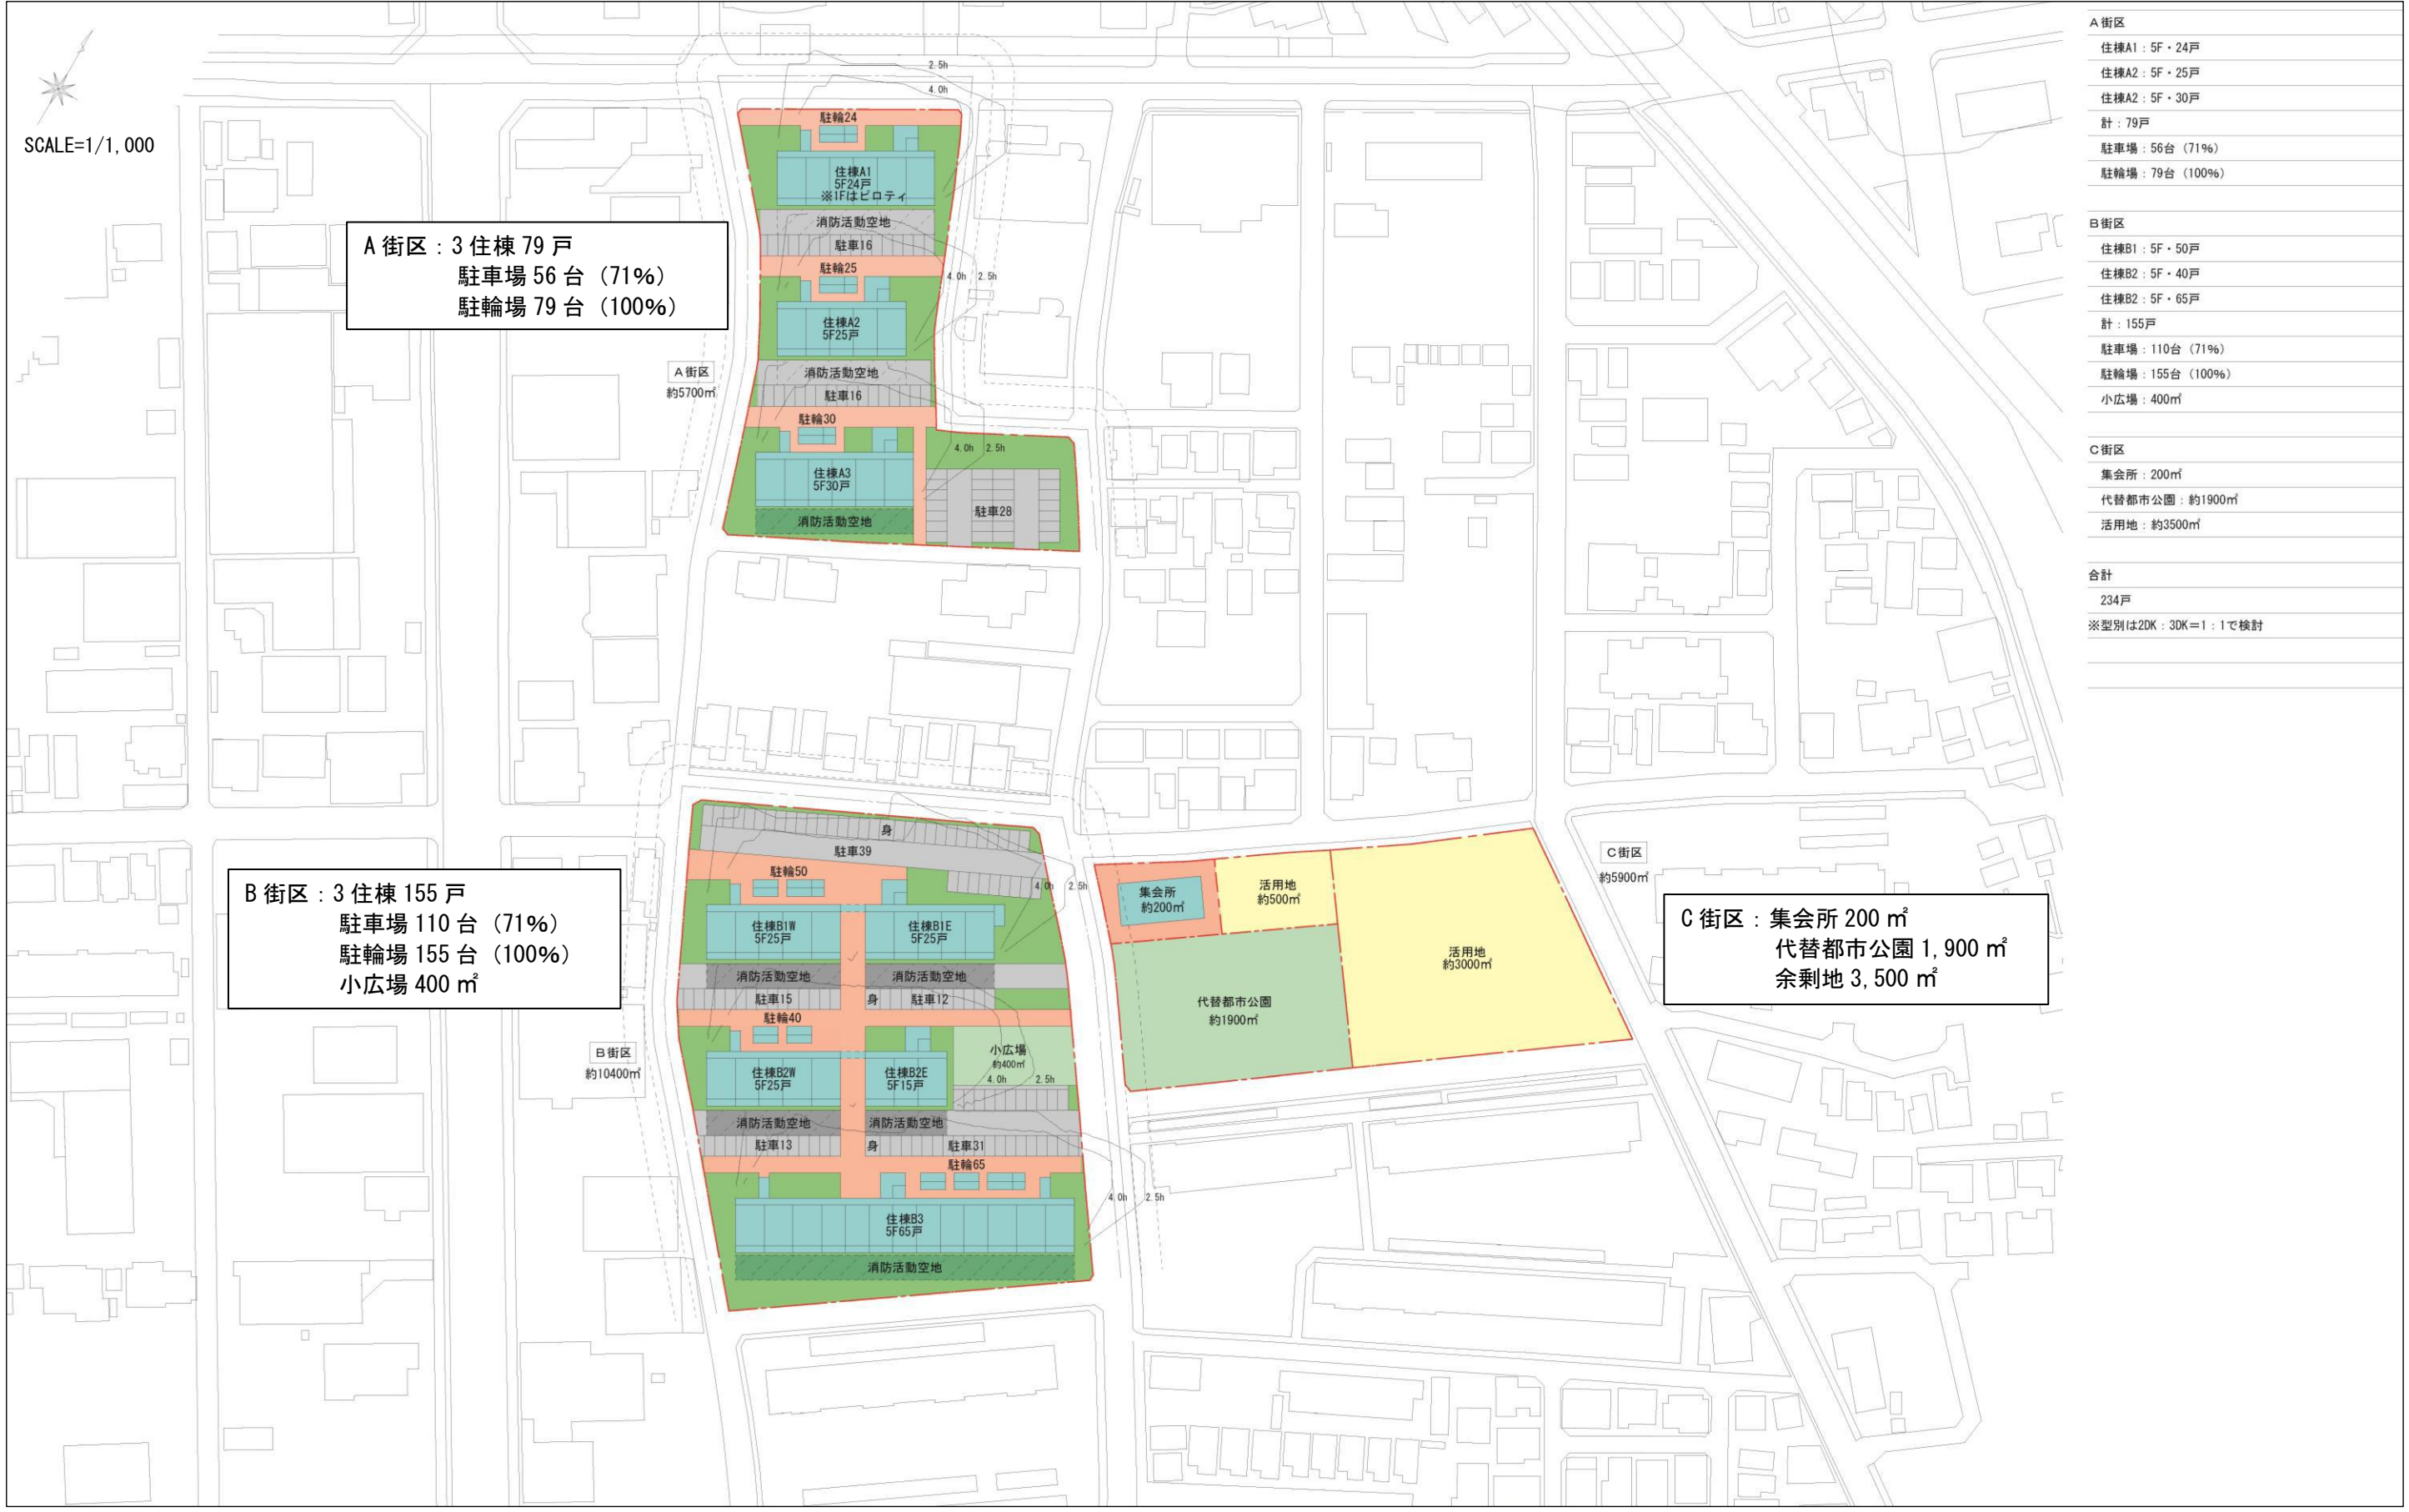 SCALE=1/1,000
2.5h
4.0h
駐輪24
住棟A1
5F24戸
※1Fはピロティ
消防活動空地
駐車16
駐輪25
4.0h
2.5h
住棟A2
5F25戸
消防活動空地
駐車16
駐輪30
4.0h
2.5h
住棟A3
5F30戸
消防活動空地
駐車28
A街区
約5700㎡
A街区：3住棟79戸
駐車場56台（71%）
駐輪場79台（100%）
身
駐車39
駐輪50
4.0h
2.5h
住棟B1W
5F25戸
住棟B1E
5F25戸
消防活動空地
消防活動空地
駐車15
身
駐車12
駐輪40
住棟B2W
5F25戸
住棟B2E
5F15戸
小広場
約400㎡
4.0h
2.5h
消防活動空地
消防活動空地
駐車13
身
駐車31
駐輪65
4.0h
2.5h
住棟B3
5F65戸
消防活動空地
B街区
約10400㎡
B街区：3住棟155戸
駐車場110台（71%）
駐輪場155台（100%）
小広場400㎡
集会所
約200㎡
活用地
約500㎡
活用地
約3000㎡
代替都市公園
約1900㎡
C街区
約5900㎡
C街区：集会所200㎡
代替都市公園1,900㎡
余剰地3,500㎡
A街区
住棟A1：5F・24戸
住棟A2：5F・25戸
住棟A2：5F・30戸
計：79戸
駐車場：56台（71%）
駐輪場：79台（100%）
B街区
住棟B1：5F・50戸
住棟B2：5F・40戸
住棟B2：5F・65戸
計：155戸
駐車場：110台（71%）
駐輪場：155台（100%）
小広場：400㎡
C街区
集会所：200㎡
代替都市公園：約1900㎡
活用地：約3500㎡
合計
234戸
※型別は2DK：3DK＝1：1で検討